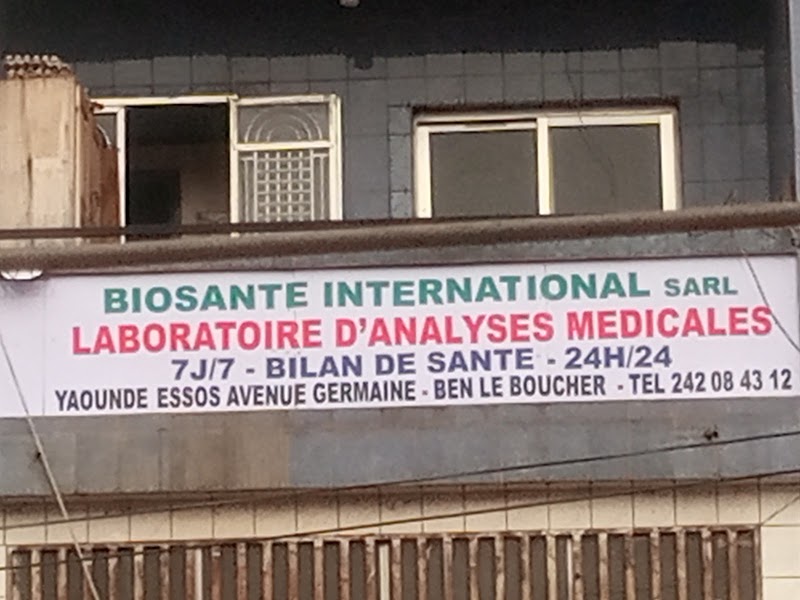 BIOSANTE INTERNATIONAL SARL
LABORATOIRE D'ANALYSES MEDICALES
7J/7 - BILAN DE SANTE - 24H/24
YAOUNDE ESSOS AVENUE GERMAINE - BEN LE BOUCHER - TEL 242 08 43 12